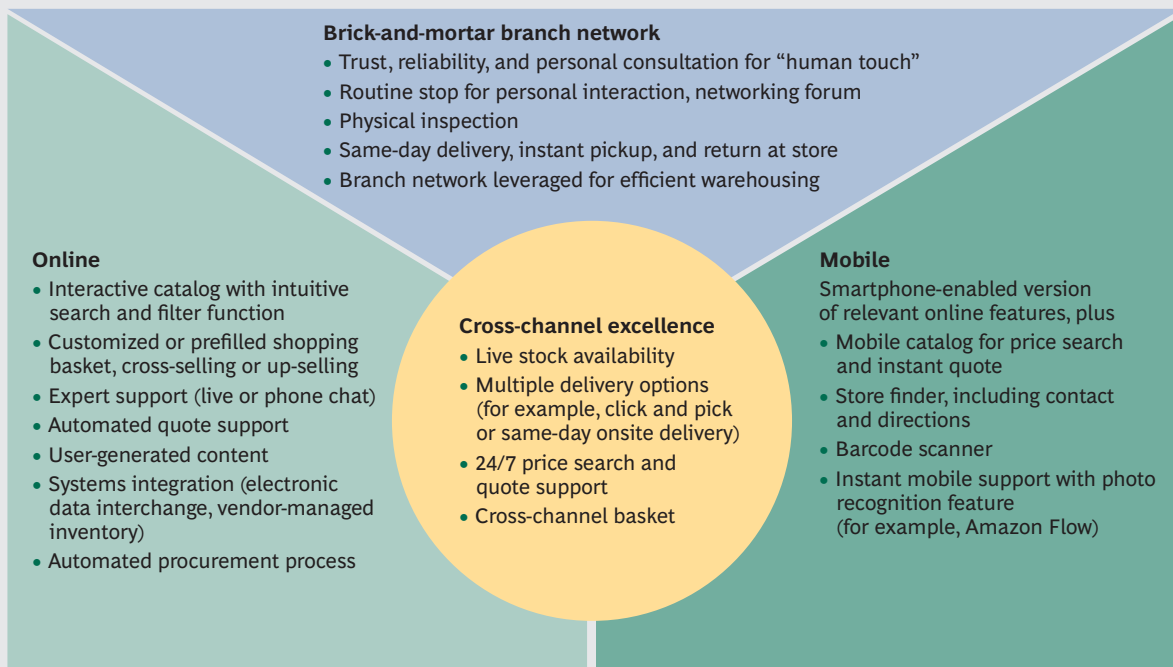 Brick-and-mortar branch network
• Trust, reliability, and personal consultation for “human touch”
• Routine stop for personal interaction, networking forum
• Physical inspection
• Same-day delivery, instant pickup, and return at store
• Branch network leveraged for efficient warehousing
Online
• Interactive catalog with intuitive
search and filter function
• Customized or prefilled shopping
basket, cross-selling or up-selling
• Expert support (live or phone chat)
• Automated quote support
• User-generated content
• Systems integration (electronic
data interchange, vendor-managed
inventory)
• Automated procurement process
Cross-channel excellence
• Live stock availability
• Multiple delivery options
(for example, click and pick
or same-day onsite delivery)
• 24/7 price search and
quote support
• Cross-channel basket
Mobile
Smartphone-enabled version
of relevant online features, plus
• Mobile catalog for price search
and instant quote
• Store finder, including contact
and directions
• Barcode scanner
• Instant mobile support with photo
recognition feature
(for example, Amazon Flow)